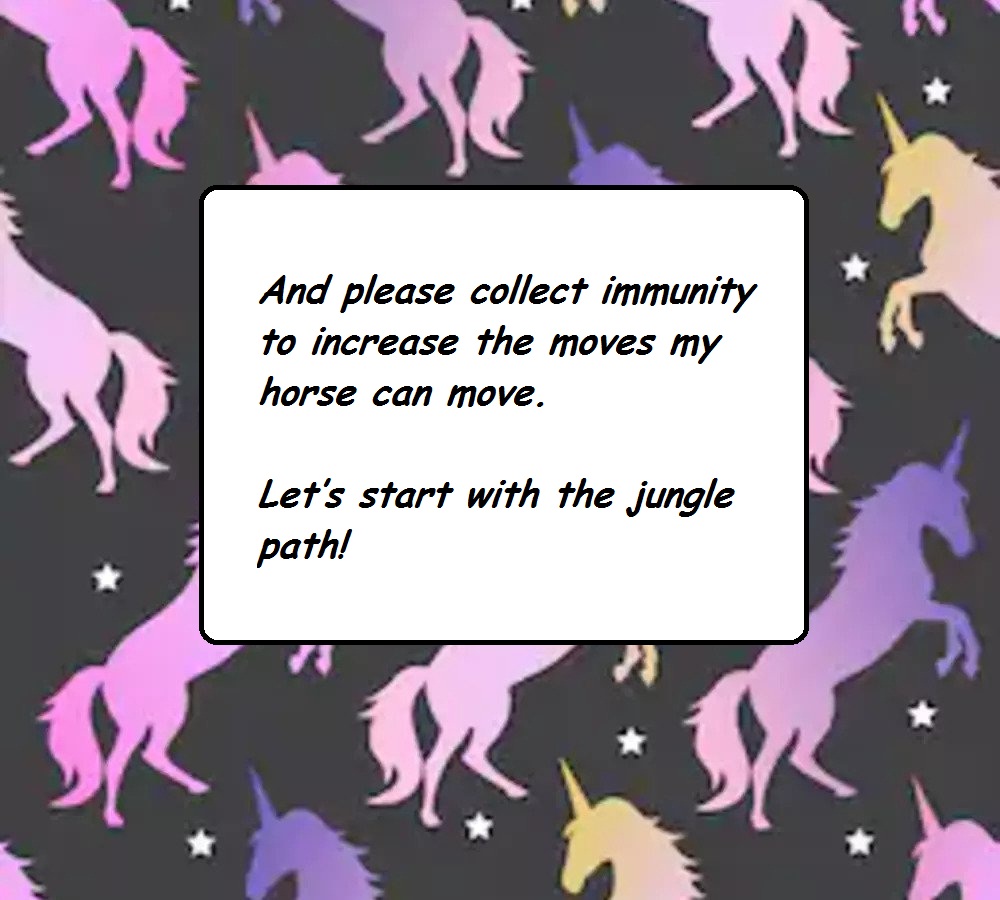 And please collect immunity
to increase the moves my
horse can move.
Let's start with the jungle
path!